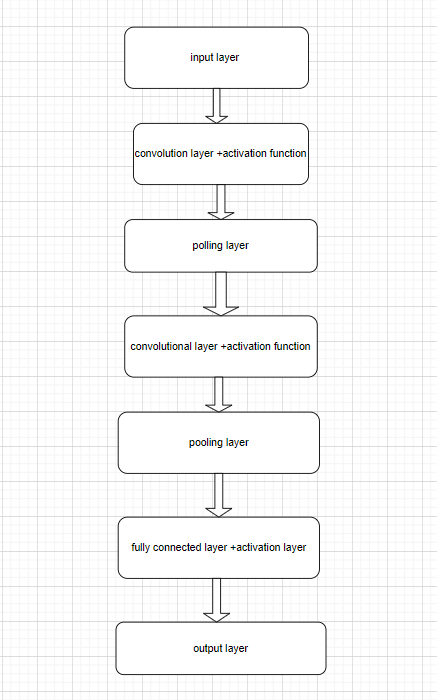 input layer
convolution layer +activation function
polling layer
convolutional layer +activation function
pooling layer
fully connected layer +activation layer
output layer